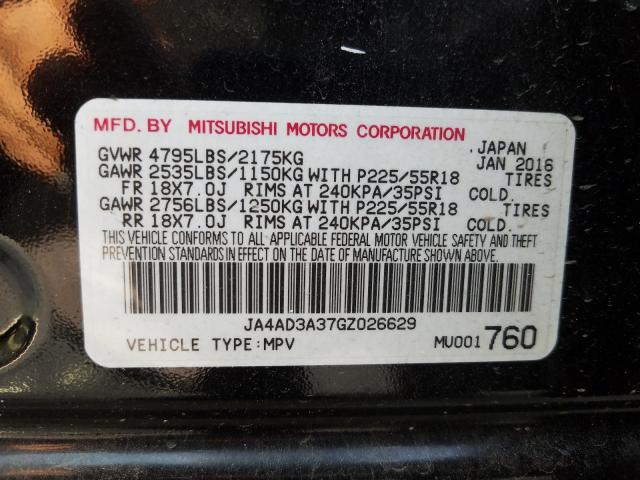 MFD. BY MITSUBISHI MOTORS CORPORATION JAPAN
GVWR 4795LBS/2175KG JAN 2016
GAWR 2535LBS/1150KG WITH P225/55R18 TIRES
FR 18X7.0J RIMS AT 240KPA/35PSI COLD.
GAWR 2756LBS/1250KG WITH P225/55R18 TIRES
RR 18X7.0J RIMS AT 240KPA/35PSI COLD.
THIS VEHICLE CONFORMS TO ALL APPLICABLE FEDERAL MOTOR VEHICLE SAFETY AND THEFT
PREVENTION STANDARDS IN EFFECT ON THE DATE OF MANUFACTURE SHOWN ABOVE.
JA4AD3A37GZ026629
VEHICLE TYPE:MPV MU001760